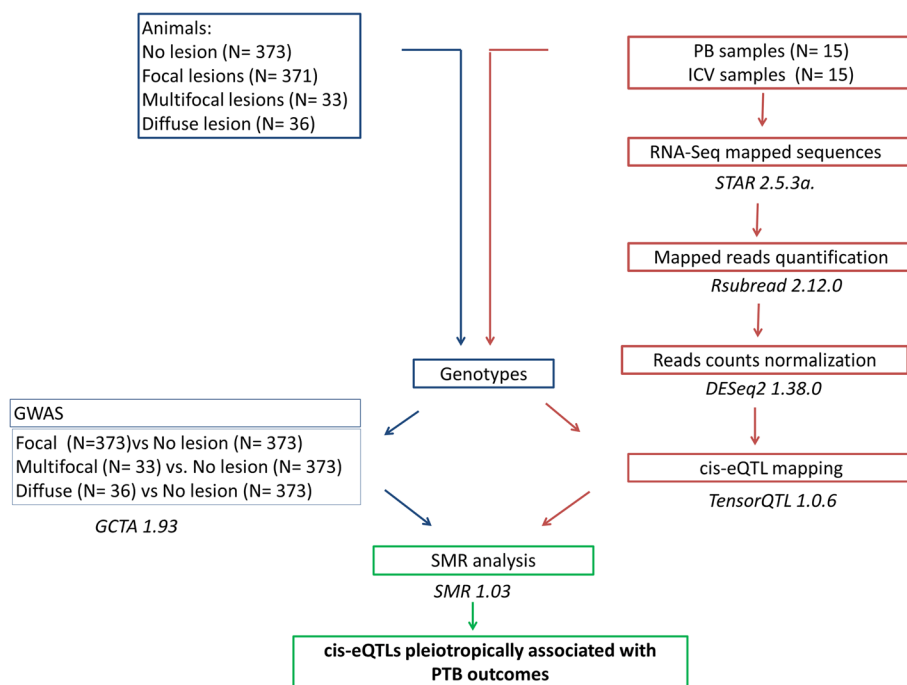 Animals:
No lesion (N= 373)
Focal lesions (N= 371)
Multifocal lesions (N= 33)
Diffuse lesion (N= 36)
PB samples (N= 15)
ICV samples (N= 15)
RNA-Seq mapped sequences
STAR 2.5.3a.
Mapped reads quantification
Rsubread 2.12.0
Reads counts normalization
DESeq2 1.38.0
Genotypes
GWAS
Focal (N=373)vs No lesion (N= 373)
Multifocal (N= 33) vs. No lesion (N= 373)
Diffuse (N= 36) vs No lesion (N= 373)
GCTA 1.93
cis-eQTL mapping
TensorQTL 1.0.6
SMR analysis
SMR 1.03
cis-eQTLs pleiotropically associated with
PTB outcomes